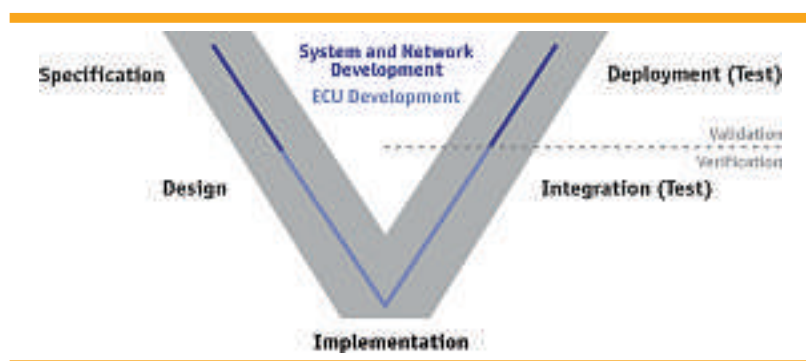 System and Network
Development
ECU Development
Specification
Deployment (Test)
Validation
Verification
Design
Integration (Test)
Implementation